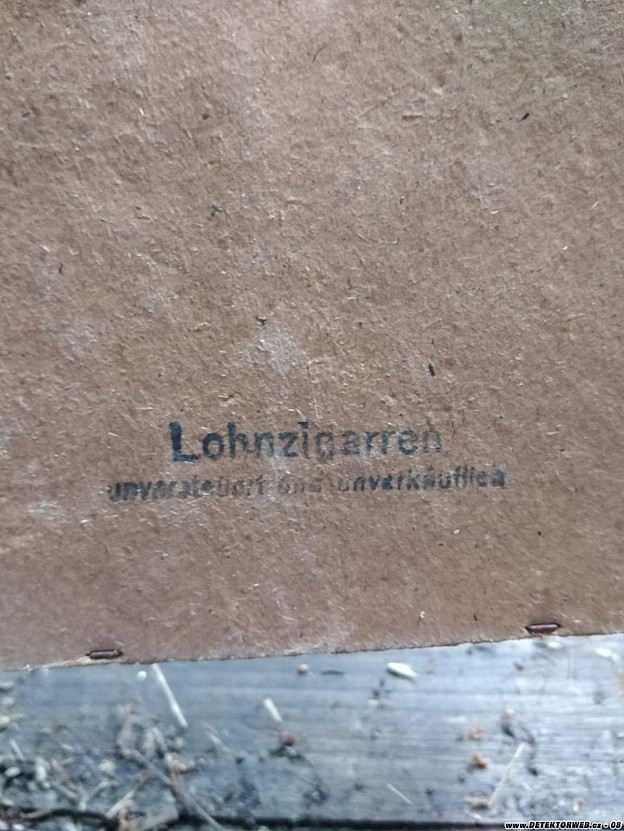 Lohnzigarren
unversteuert und unverkäuflich
www.DETEKTORWEB.cz - 08